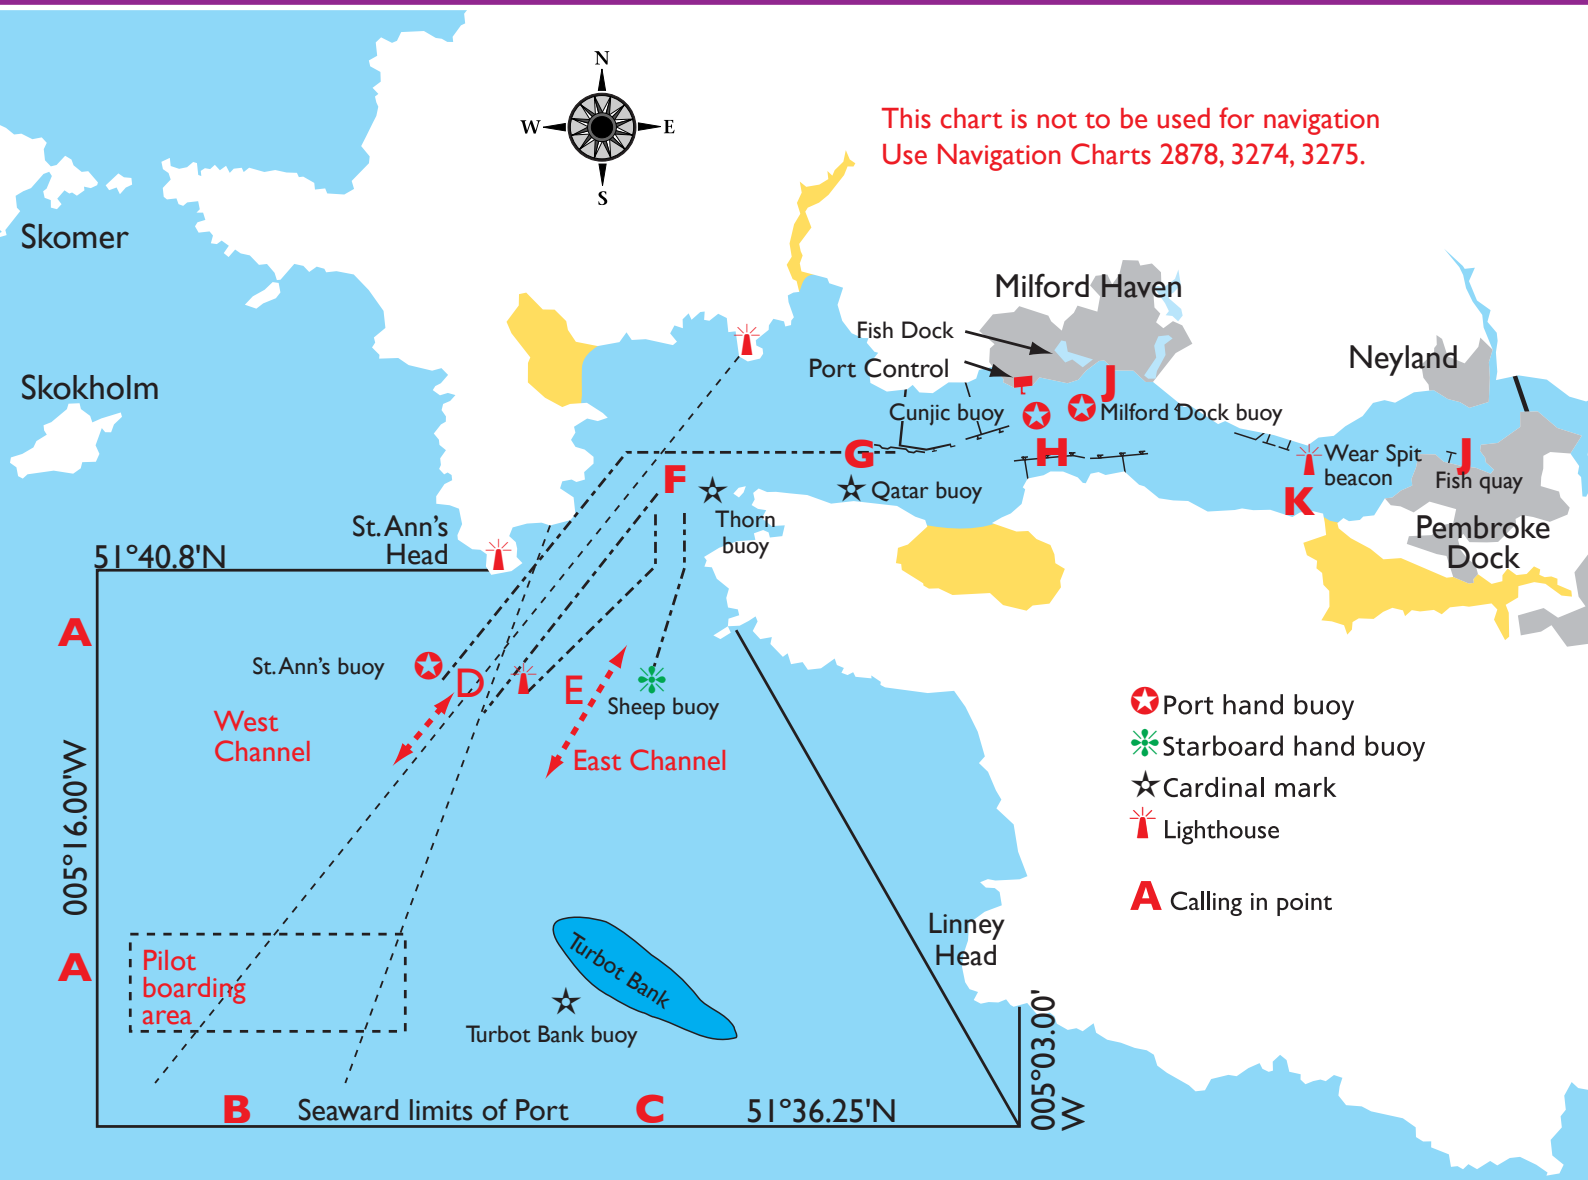 N
W
E
S
This chart is not to be used for navigation
Use Navigation Charts 2878, 3274, 3275.
Skomer
Milford Haven
Fish Dock
Neyland
Port Control
Skokholm
J
Cunjic buoy
Milford Dock buoy
G
H
Wear Spit
beacon
J
Fish quay
F
Qatar buoy
K
Thorn
buoy
St. Ann's
Head
Pembroke
Dock
51°40.8'N
A
St. Ann's buoy
D
E
Sheep buoy
West
Channel
East Channel
Port hand buoy
Starboard hand buoy
Cardinal mark
Lighthouse
A Calling in point
005°16.00'W
Linney
Head
A
Pilot
boarding
area
Turbot Bank
Turbot Bank buoy
005°03.00'
W
B
Seaward limits of Port
C
51°36.25'N